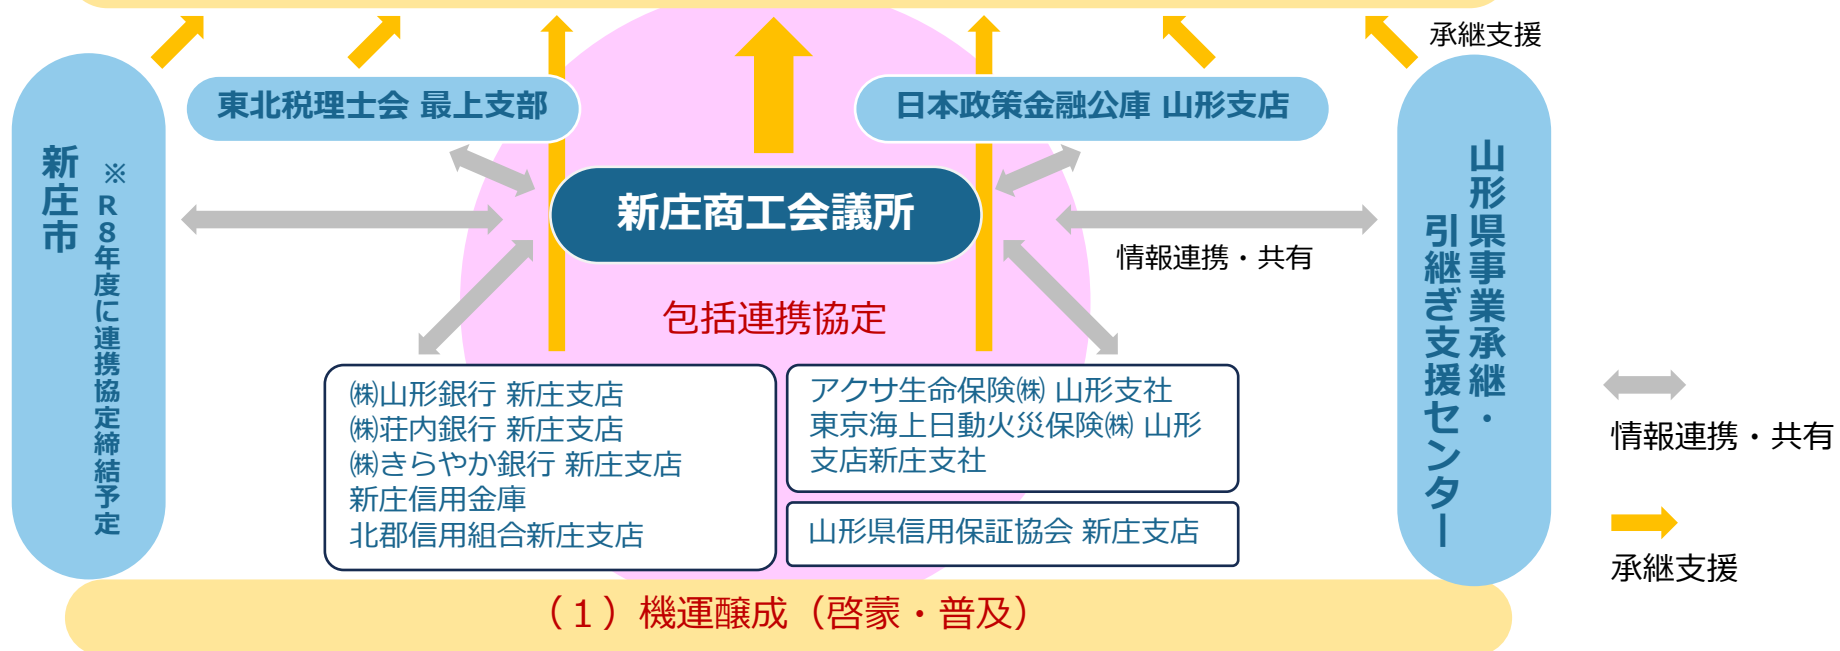 承継支援
東北税理士会 最上支部
日本政策金融公庫 山形支店
新庄市
※R8年度に連携協定締結予定
新庄商工会議所
山形県事業承継・
引継ぎ支援センター
情報連携・共有
包括連携協定
㈱山形銀行 新庄支店
㈱荘内銀行 新庄支店
㈱きらやか銀行 新庄支店
新庄信用金庫
北郡信用組合新庄支店
アクサ生命保険㈱ 山形支社
東京海上日動火災保険㈱ 山形
支店新庄支社
山形県信用保証協会 新庄支店
情報連携・共有
承継支援
（１）機運醸成（啓蒙・普及）